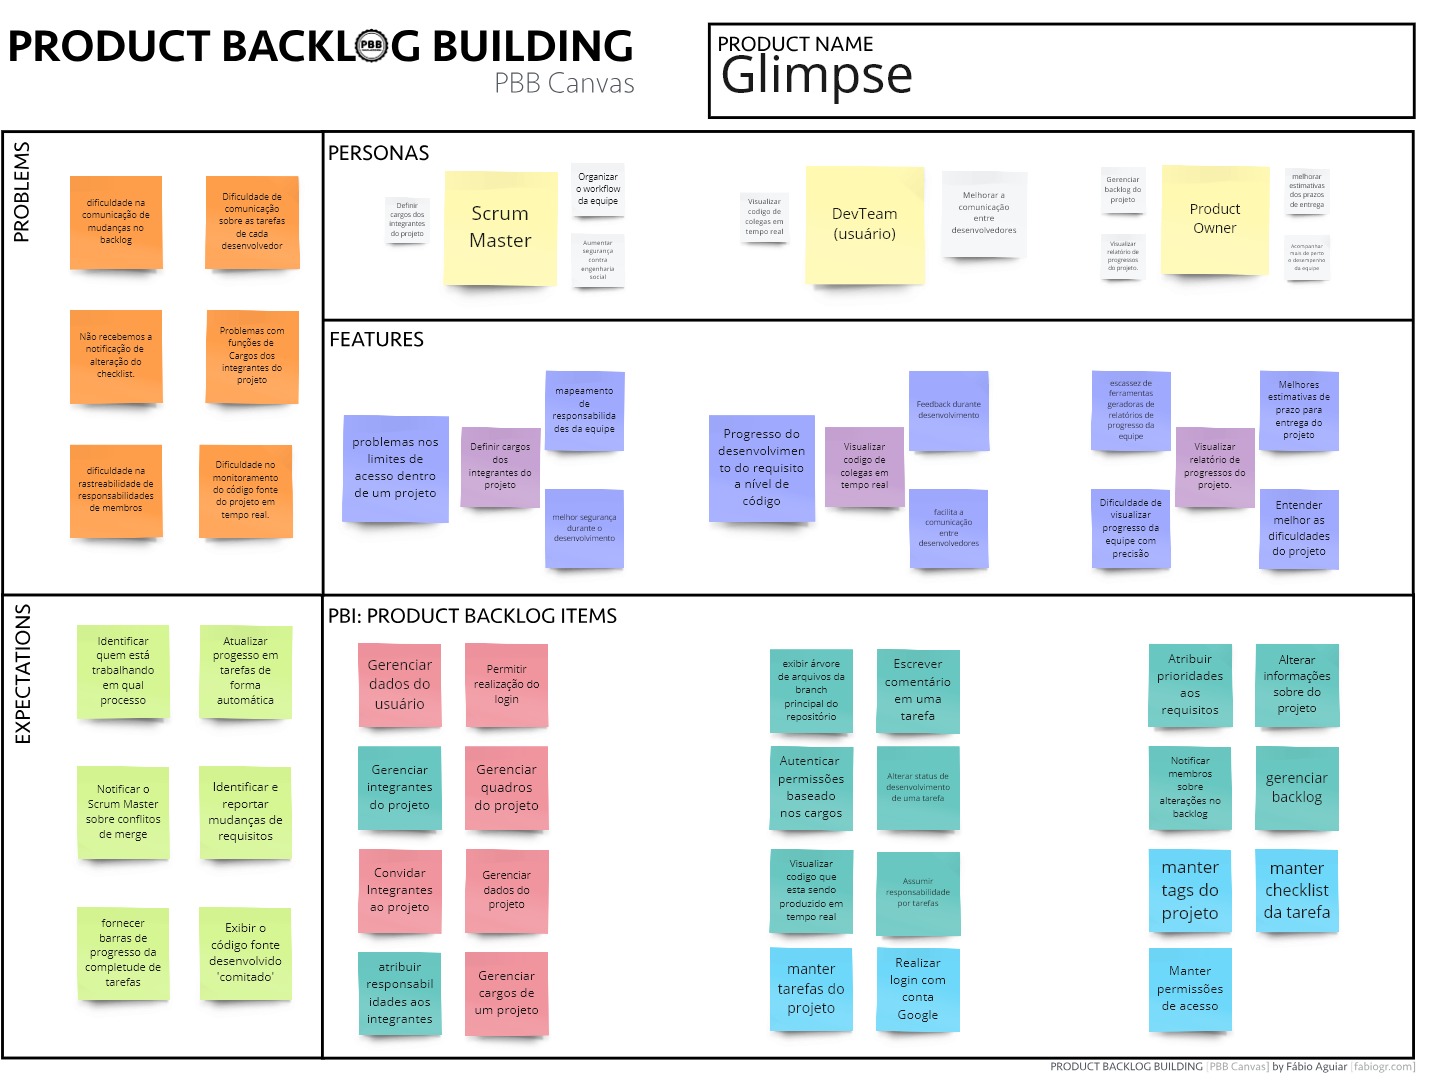 PRODUCT BACKLOG BUILDING
PBB
PBB Canvas
PRODUCT NAME
Glimpse
PROBLEMS
dificuldade na
comunicação de
mudanças no
backlog
Dificuldade de
comunicação
sobre as tarefas
de cada
desenvolvedor
Não recebemos a
notificação de
alteração do
checklist.
Problemas com
funções de
Cargos dos
integrantes do
projeto
dificuldade na
rastreabilidade de
responsabilidades
de membros
Dificuldade no
monitoramento
do código fonte
do projeto em
tempo real.
PERSONAS
Definir
cargos dos
integrantes
do projeto
Scrum
Master
Organizar
o workflow
da equipe
Aumentar
segurança
contra
engenharia
social
Visualizar
codigo de
colegas em
tempo real
DevTeam
(usuário)
Melhorar a
comunicação
entre
desenvolvedores
Gerenciar
backlog do
projeto
Visualizar
relatório de
progressos
do projeto.
Product
Owner
melhorar
estimativas
dos prazos
de entrega
Acompanhar
mais de perto
o desempenho
da equipe
FEATURES
problemas nos
limites de
acesso dentro
de um projeto
Definir cargos
dos
integrantes do
projeto
mapeamento
de
responsabilida
des da equipe
melhor segurança
durante o
desenvolvimento
Progresso do
desenvolvimen
to do requisito
a nível de
código
Visualizar
codigo de
colegas em
tempo real
Feedback durante
desenvolvimento
facilita a
comunicação
entre
desenvolvedores
escassez de
ferramentas
geradoras de
relatórios de
progresso da
equipe
Dificuldade de
visualizar
progresso da
equipe com
precisão
Visualizar
relatório de
progressos do
projeto.
Melhores
estimativas de
prazo para
entrega do
projeto
Entender
melhor as
dificuldades
do projeto
EXPECTATIONS
Identificar
quem está
trabalhando
em qual
processo
Atualizar
progesso em
tarefas de
forma
automática
Notificar o
Scrum Master
sobre conflitos
de merge
Identificar e
reportar
mudanças de
requisitos
fornecer
barras de
progresso da
completude de
tarefas
Exibir o
código fonte
desenvolvido
'comitado'
PBI: PRODUCT BACKLOG ITEMS
Gerenciar
dados do
usuário
Permitir
realização do
login
Gerenciar
integrantes
do projeto
Gerenciar
quadros
do projeto
Convidar
Integrantes
ao projeto
Gerenciar
dados do
projeto
atribuir
responsabil
idades aos
integrantes
Gerenciar
cargos de
um projeto
exibir árvore
de arquivos da
branch
principal do
repositório
Escrever
comentário
em uma
tarefa
Autenticar
permissões
baseado
nos cargos
Alterar status de
desenvolvimento
de uma tarefa
Visualizar
codigo que
esta sendo
produzido em
tempo real
Assumir
responsabilidade
por tarefas
manter
tarefas do
projeto
Realizar
login com
conta
Google
Atribuir
prioridades
aos
requisitos
Alterar
informações
sobre do
projeto
Notificar
membros
sobre
alterações no
backlog
gerenciar
backlog
manter
tags do
projeto
manter
checklist
da tarefa
Manter
permissões
de acesso
PRODUCT BACKLOG BUILDING [PBB Canvas] by Fábio Aguiar [fabiogr.com]